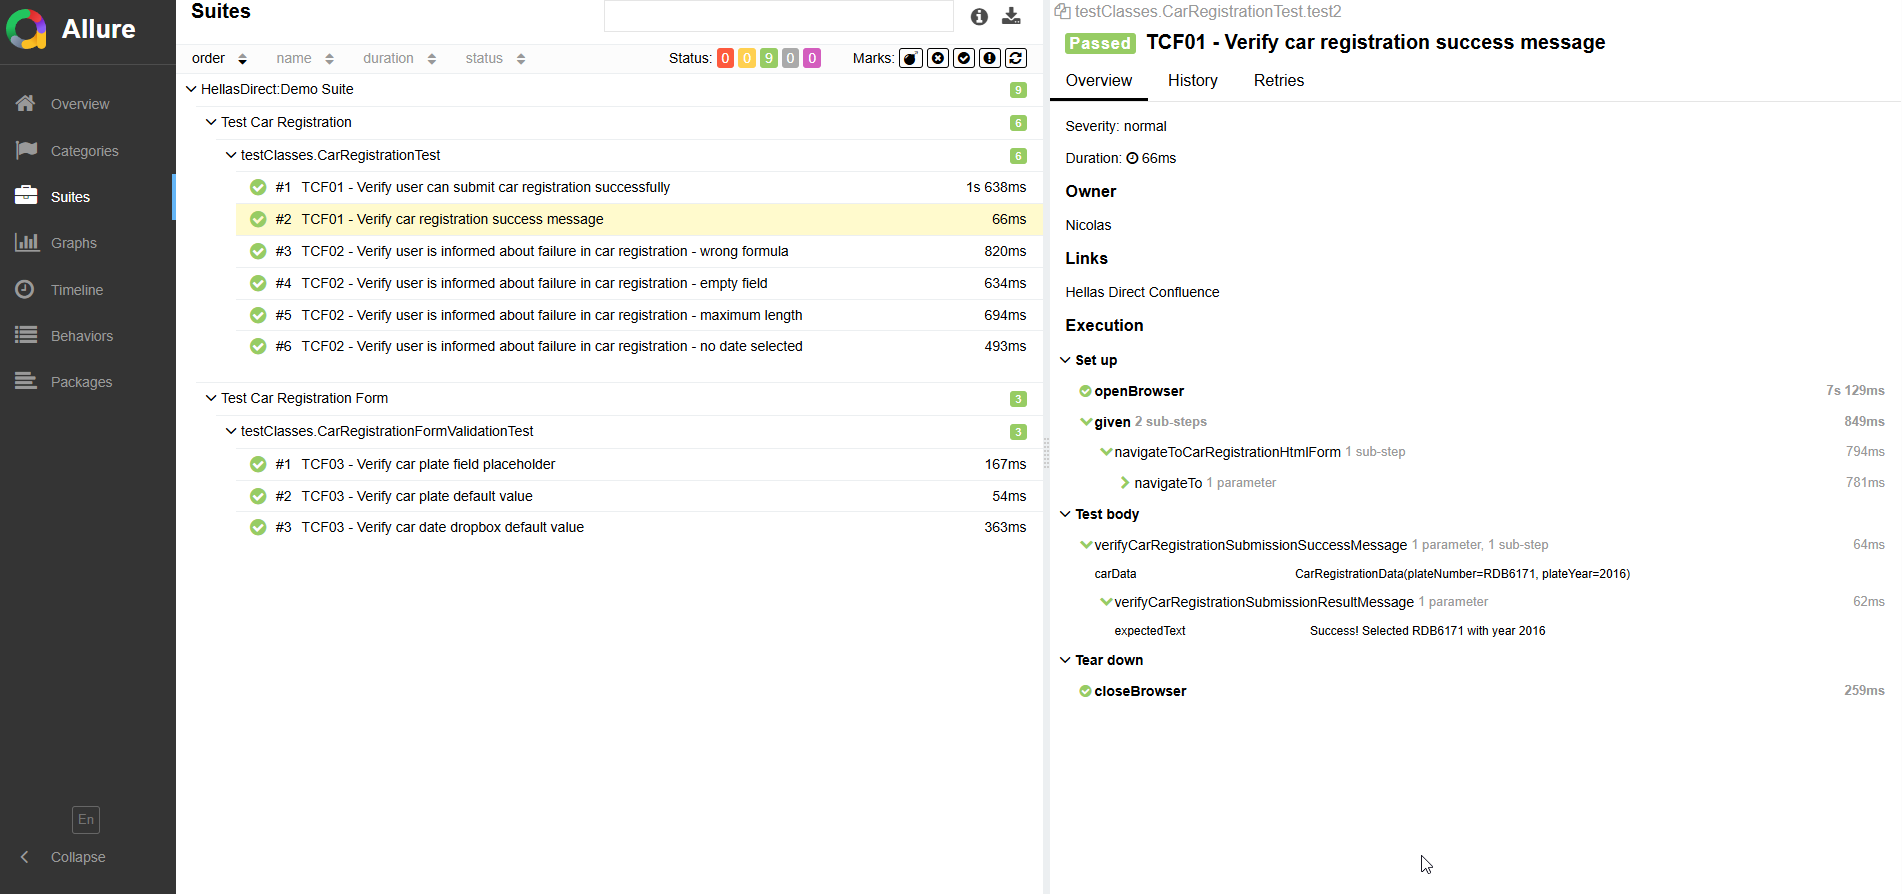 Allure
Overview
Categories
Suites
Graphs
Timeline
Behaviors
Packages
En
Collapse
Suites
order name duration status Status: 0 0 9 0 0 Marks:
HellasDirect:Demo Suite 9
Test Car Registration 6
testClasses.CarRegistrationTest 6
#1 TCF01 - Verify user can submit car registration successfully 1s 638ms
#2 TCF01 - Verify car registration success message 66ms
#3 TCF02 - Verify user is informed about failure in car registration - wrong formula 820ms
#4 TCF02 - Verify user is informed about failure in car registration - empty field 634ms
#5 TCF02 - Verify user is informed about failure in car registration - maximum length 694ms
#6 TCF02 - Verify user is informed about failure in car registration - no date selected 493ms
Test Car Registration Form 3
testClasses.CarRegistrationFormValidationTest 3
#1 TCF03 - Verify car plate field placeholder 167ms
#2 TCF03 - Verify car plate default value 54ms
#3 TCF03 - Verify car date dropbox default value 363ms
testClasses.CarRegistrationTest.test2
Passed TCF01 - Verify car registration success message
Overview History Retries
Severity: normal
Duration: 66ms
Owner
Nicolas
Links
Hellas Direct Confluence
Execution
Set up
openBrowser 7s 129ms
given 2 sub-steps 849ms
navigateToCarRegistrationHtmlForm 1 sub-step 794ms
navigateTo 1 parameter 781ms
Test body
verifyCarRegistrationSubmissionSuccessMessage 1 parameter, 1 sub-step 64ms
carData CarRegistrationData(plateNumber=RDB6171, plateYear=2016)
verifyCarRegistrationSubmissionResultMessage 1 parameter 62ms
expectedText Success! Selected RDB6171 with year 2016
Tear down
closeBrowser 259ms